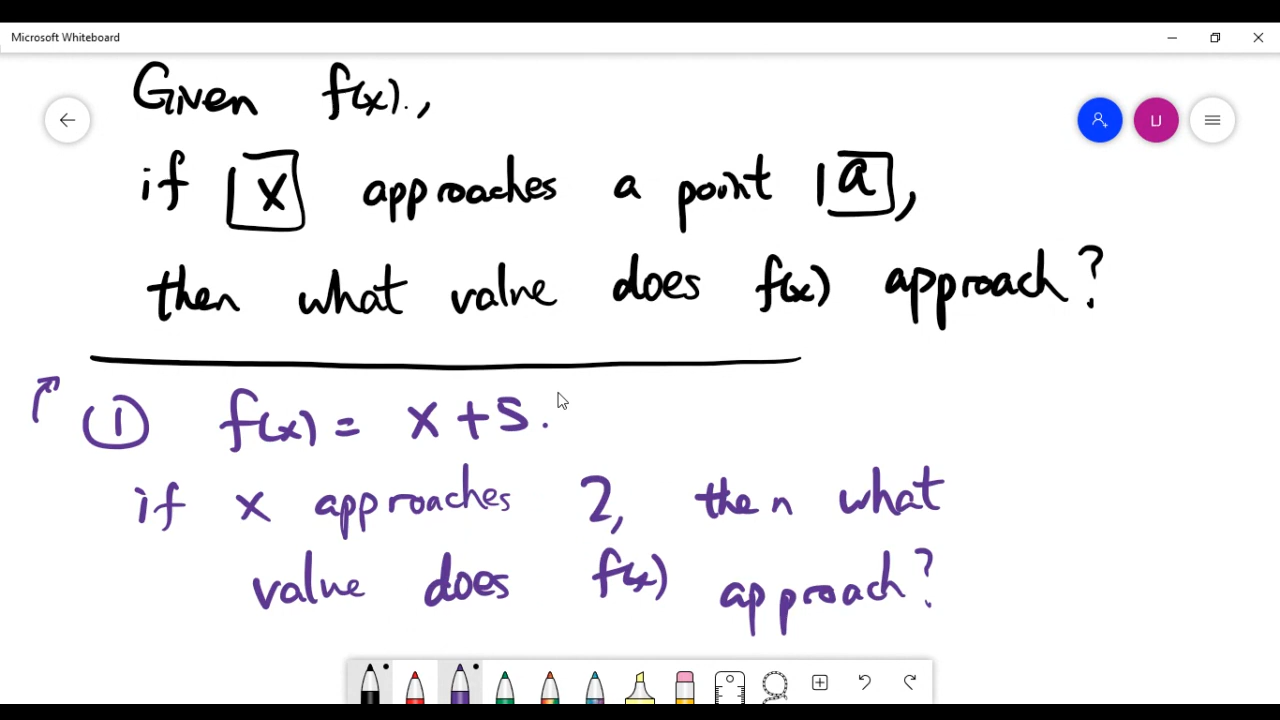 Microsoft Whiteboard
Given f(x).,
if x approaches a point a,
then what value does f(x) approach?
① f(x) = x + 5.
if x approaches 2, then what
value does f(x) approach?